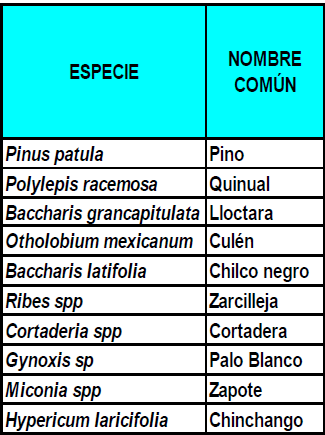 ESPECIE NOMBRE COMÚN
Pinus patula Pino
Polylepis racemosa Quinual
Baccharis grancapitulata Lloctara
Otholobium mexicanum Culén
Baccharis latifolia Chilco negro
Ribes spp Zarcilleja
Cortaderia spp Cortadera
Gynoxis sp Palo Blanco
Miconia spp Zapote
Hypericum laricifolia Chinchango